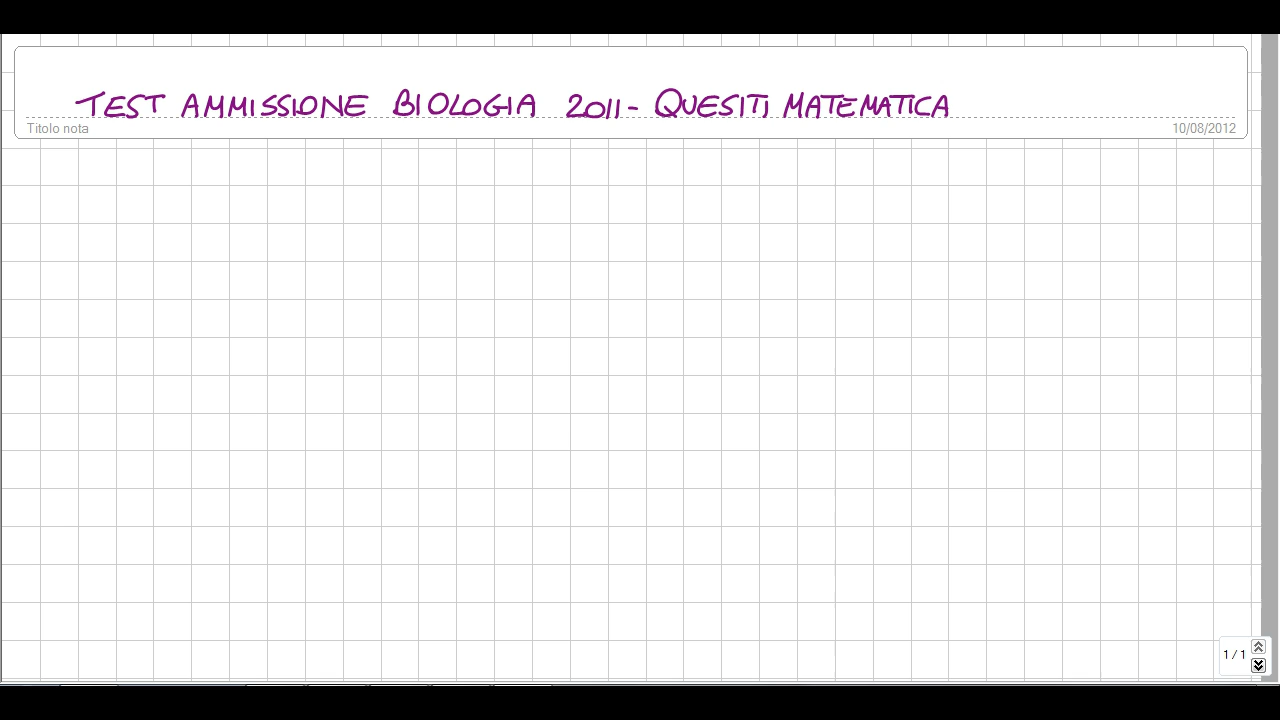 TEST AMMISSIONE BIOLOGIA 2011 - QUESITI MATEMATICA
Titolo nota
10/08/2012
1 / 1